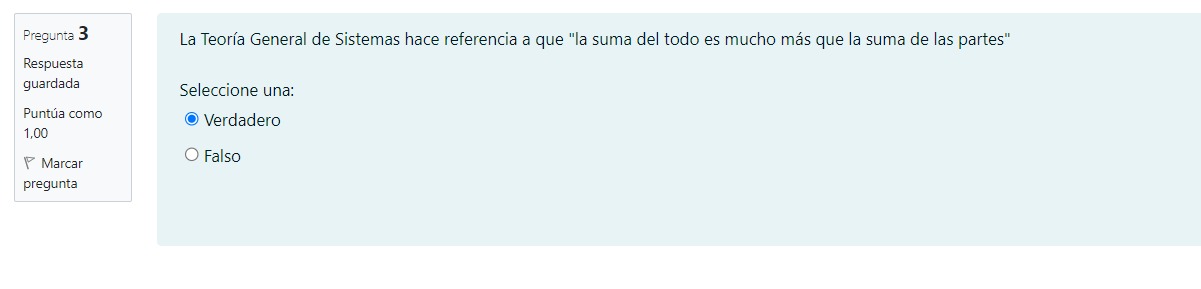 Pregunta 3
Respuesta
guardada
Puntúa como
1,00
Marcar
pregunta
La Teoría General de Sistemas hace referencia a que "la suma del todo es mucho más que la suma de las partes"
Seleccione una:
Verdadero
Falso